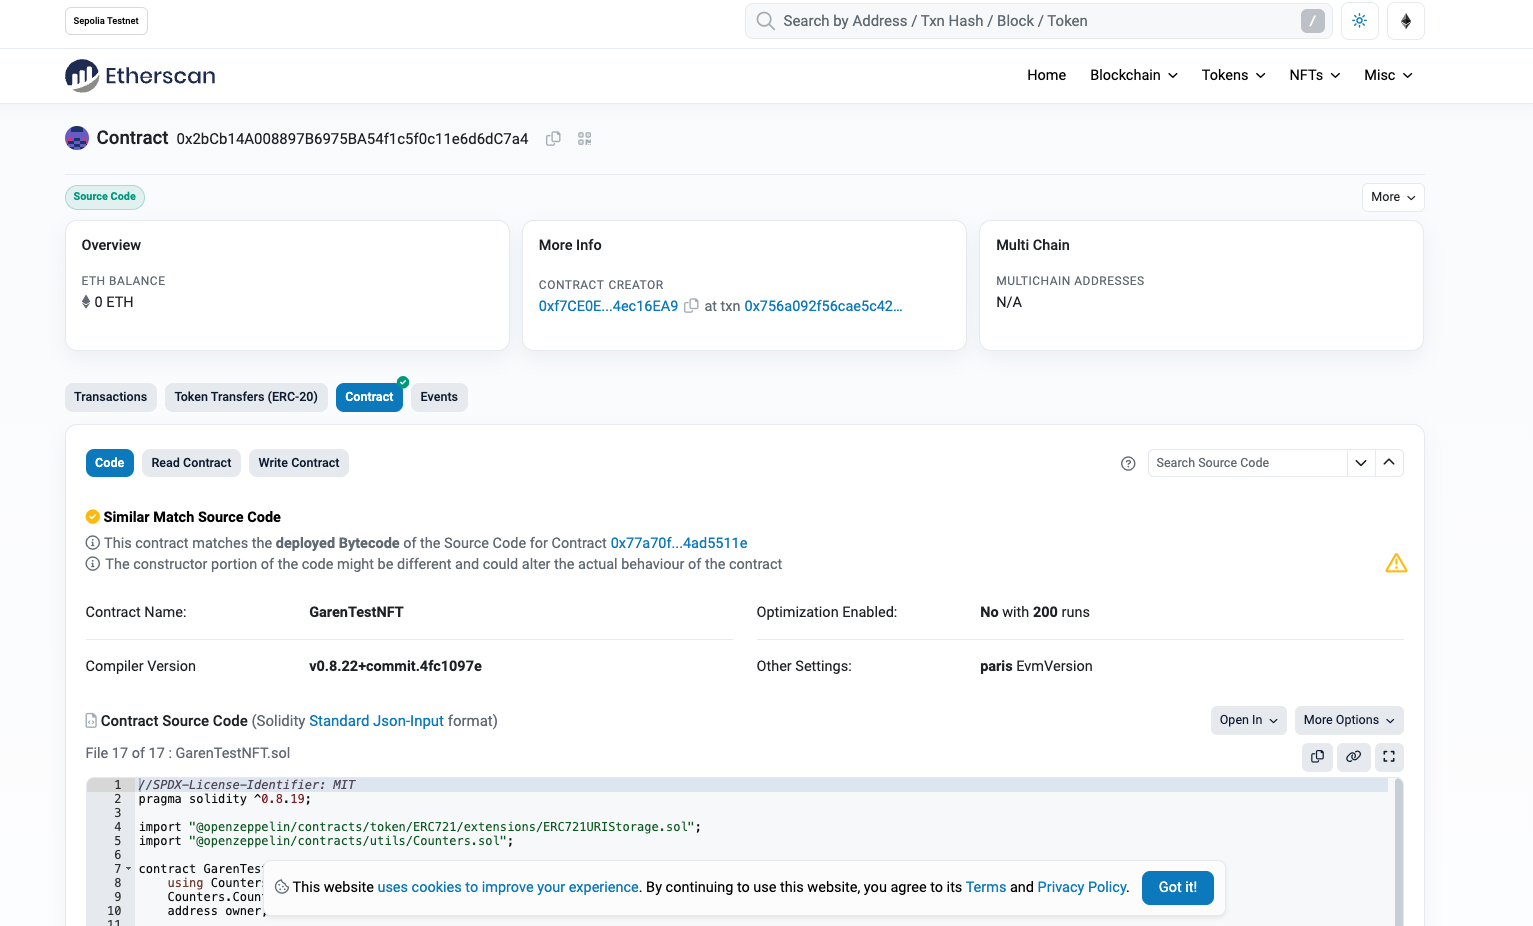 Sepolia Testnet
Search by Address / Txn Hash / Block / Token /
Etherscan
Home Blockchain Tokens NFTs Misc
Contract 0x2bCb14A008897B6975BA54f1c5f0c11e6d6dC7a4
Source Code
More
Overview
ETH BALANCE
0 ETH
More Info
CONTRACT CREATOR
0xf7CE0E...4ec16EA9 at txn 0x756a092f56cae5c42...
Multi Chain
MULTICHAIN ADDRESSES
N/A
Transactions Token Transfers (ERC-20) Contract Events
Code Read Contract Write Contract
Search Source Code
Similar Match Source Code
This contract matches the deployed Bytecode of the Source Code for Contract 0x77a70f...4ad5511e
The constructor portion of the code might be different and could alter the actual behaviour of the contract
Contract Name: GarenTestNFT
Optimization Enabled: No with 200 runs
Compiler Version v0.8.22+commit.4fc1097e
Other Settings: paris EvmVersion
Contract Source Code (Solidity Standard Json-Input format)
Open In More Options
File 17 of 17 : GarenTestNFT.sol
1 //SPDX-License-Identifier: MIT
2 pragma solidity ^0.8.19;
3
4 import "@openzeppelin/contracts/token/ERC721/extensions/ERC721URIStorage.sol";
5 import "@openzeppelin/contracts/utils/Counters.sol";
6
7 contract GarenTest
8 using Counters
9 Counters.Coun
10 address owner;
11
This website uses cookies to improve your experience. By continuing to use this website, you agree to its Terms and Privacy Policy.
Got it!